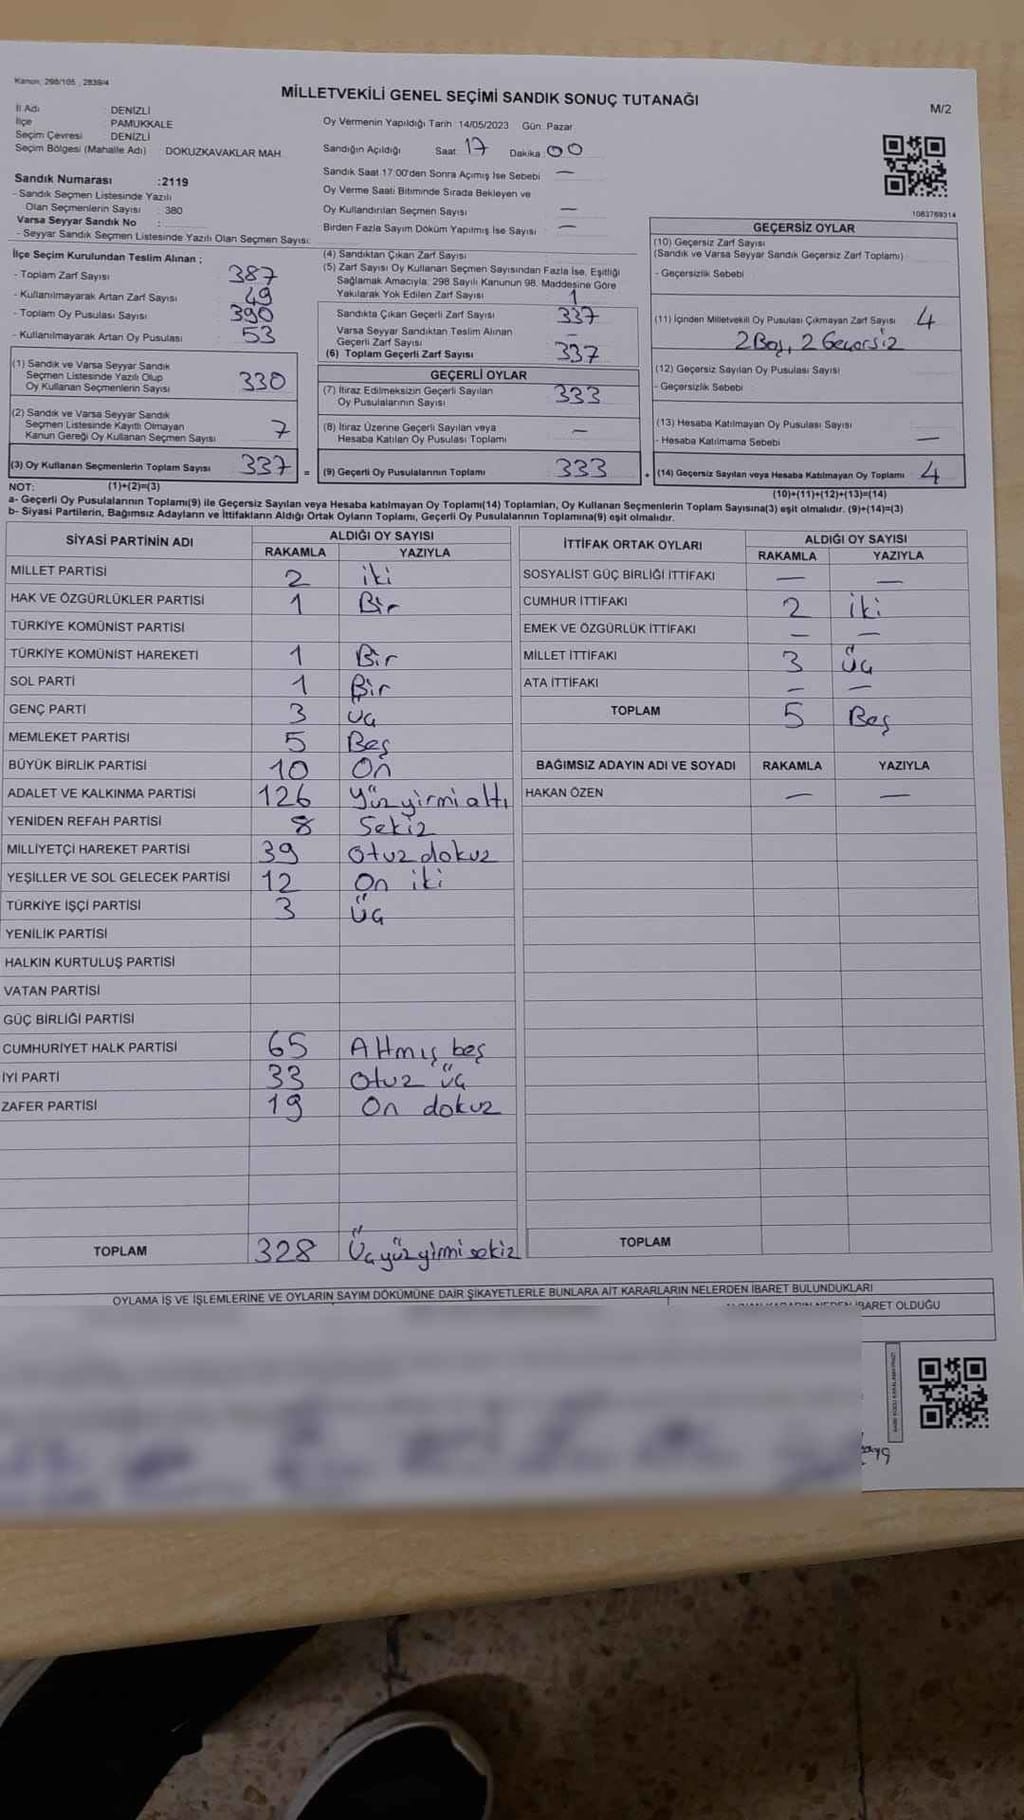 Kanun: 298/105 , 2839/4
MİLLETVEKİLİ GENEL SEÇİMİ SANDIK SONUÇ TUTANAĞI
M/2
İl Adı : DENİZLİ
İlçe : PAMUKKALE
Seçim Çevresi : DENİZLİ
Seçim Bölgesi (Mahalle Adı) : DOKUZKAVAKLAR MAH.
Sandık Numarası :2119
- Sandık Seçmen Listesinde Yazılı
Olan Seçmenlerin Sayısı : 380
Varsa Seyyar Sandık No :
- Seyyar Sandık Seçmen Listesinde Yazılı Olan Seçmen Sayısı:
İlçe Seçim Kurulundan Teslim Alınan ;
- Toplam Zarf Sayısı 387
- Kullanılmayarak Artan Zarf Sayısı 49
- Toplam Oy Pusulası Sayısı 390
- Kullanılmayarak Artan Oy Pusulası 53
(1) Sandık ve Varsa Seyyar Sandık
Seçmen Listesinde Yazılı Olup
Oy Kullanan Seçmenlerin Sayısı 330
(2) Sandık ve Varsa Seyyar Sandık
Seçmen Listesinde Kayıtlı Olmayan
Kanun Gereği Oy Kullanan Seçmen Sayısı 7
(3) Oy Kullanan Seçmenlerin Toplam Sayısı 337 =
Oy Vermenin Yapıldığı Tarih :14/05/2023 Gün: Pazar
Sandığın Açıldığı Saat: 17 Dakika: 00
Sandık Saat 17:00'den Sonra Açımış İse Sebebi —
Oy Verme Saati Bitiminde Sırada Bekleyen ve
Oy Kullandırılan Seçmen Sayısı —
Birden Fazla Sayım Döküm Yapılmış İse Sayısı —
(4) Sandıktan Çıkan Zarf Sayısı
(5) Zarf Sayısı Oy Kullanan Seçmen Sayısından Fazla İse, Eşitliği
Sağlamak Amacıyla: 298 Sayılı Kanunun 98. Maddesine Göre
Yakılarak Yok Edilen Zarf Sayısı 1
Sandıkta Çıkan Geçerli Zarf Sayısı 337
Varsa Seyyar Sandıktan Teslim Alınan
Geçerli Zarf Sayısı —
(6) Toplam Geçerli Zarf Sayısı 337
GEÇERLİ OYLAR
(7) İtiraz Edilmeksizin Geçerli Sayılan
Oy Pusulalarının Sayısı 333
(8) İtiraz Üzerine Geçerli Sayılan veya
Hesaba Katılan Oy Pusulası Toplamı —
(9) Geçerli Oy Pusulalarının Toplamı 333 +
1083769314
GEÇERSİZ OYLAR
(10) Geçersiz Zarf Sayısı
(Sandık ve Varsa Seyyar Sandık Geçersiz Zarf Toplamı)
- Geçersizlik Sebebi
(11) İçinden Milletvekili Oy Pusulası Çıkmayan Zarf Sayısı 4
2 Boş, 2 Geçersiz
(12) Geçersiz Sayılan Oy Pusulası Sayısı
- Geçersizlik Sebebi
(13) Hesaba Katılmayan Oy Pusulası Sayısı
- Hesaba Katılmama Sebebi —
(14) Geçersiz Sayılan veya Hesaba Katılmayan Oy Toplamı 4
NOT: (1)+(2)=(3)
(10)+(11)+(12)+(13)=(14)
a- Geçerli Oy Pusulalarının Toplamı(9) ile Geçersiz Sayılan veya Hesaba katılmayan Oy Toplamı(14) Toplamları, Oy Kullanan Seçmenlerin Toplam Sayısına(3) eşit olmalıdır. (9)+(14)=(3)
b- Siyasi Partilerin, Bağımsız Adayların ve İttifakların Aldığı Ortak Oyların Toplamı, Geçerli Oy Pusulalarının Toplamına(9) eşit olmalıdır.
SİYASİ PARTİNİN ADI ALDIĞI OY SAYISI
RAKAMLA YAZIYLA
MİLLET PARTİSİ 2 iki
HAK VE ÖZGÜRLÜKLER PARTİSİ 1 Bir
TÜRKİYE KOMÜNİST PARTİSİ
TÜRKİYE KOMÜNİST HAREKETİ 1 Bir
SOL PARTİ 1 Bir
GENÇ PARTİ 3 üç
MEMLEKET PARTİSİ 5 Beş
BÜYÜK BİRLİK PARTİSİ 10 On
ADALET VE KALKINMA PARTİSİ 126 Yüzyirmialtı
YENİDEN REFAH PARTİSİ 8 Sekiz
MİLLİYETÇİ HAREKET PARTİSİ 39 Otuzdokuz
YEŞİLLER VE SOL GELECEK PARTİSİ 12 On iki
TÜRKİYE İŞÇİ PARTİSİ 3 Üç
YENİLİK PARTİSİ
HALKIN KURTULUŞ PARTİSİ
VATAN PARTİSİ
GÜÇ BİRLİĞİ PARTİSİ
CUMHURİYET HALK PARTİSİ 65 Altmış beş
İYİ PARTİ 33 Otuz üç
ZAFER PARTİSİ 19 On dokuz
TOPLAM 328 Üçyüzyirmisekiz
İTTİFAK ORTAK OYLARI ALDIĞI OY SAYISI
RAKAMLA YAZIYLA
SOSYALİST GÜÇ BİRLİĞİ İTTİFAKI — —
CUMHUR İTTİFAKI 2 iki
EMEK VE ÖZGÜRLÜK İTTİFAKI — —
MİLLET İTTİFAKI 3 Üç
ATA İTTİFAKI — —
TOPLAM 5 Beş
BAĞIMSIZ ADAYIN ADI VE SOYADI RAKAMLA YAZIYLA
HAKAN ÖZEN — —
TOPLAM
OYLAMA İŞ VE İŞLEMLERİNE VE OYLARIN SAYIM DÖKÜMÜNE DAİR ŞİKAYETLERLE BUNLARA AİT KARARLARIN NELERDEN İBARET BULUNDUKLARI
İBARET OLDUĞU